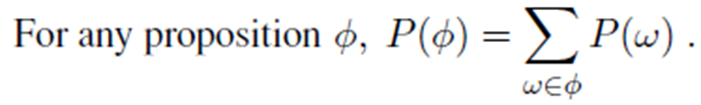 For any proposition ϕ, P(ϕ) = ∑ P(ω) .
ω∈ϕ